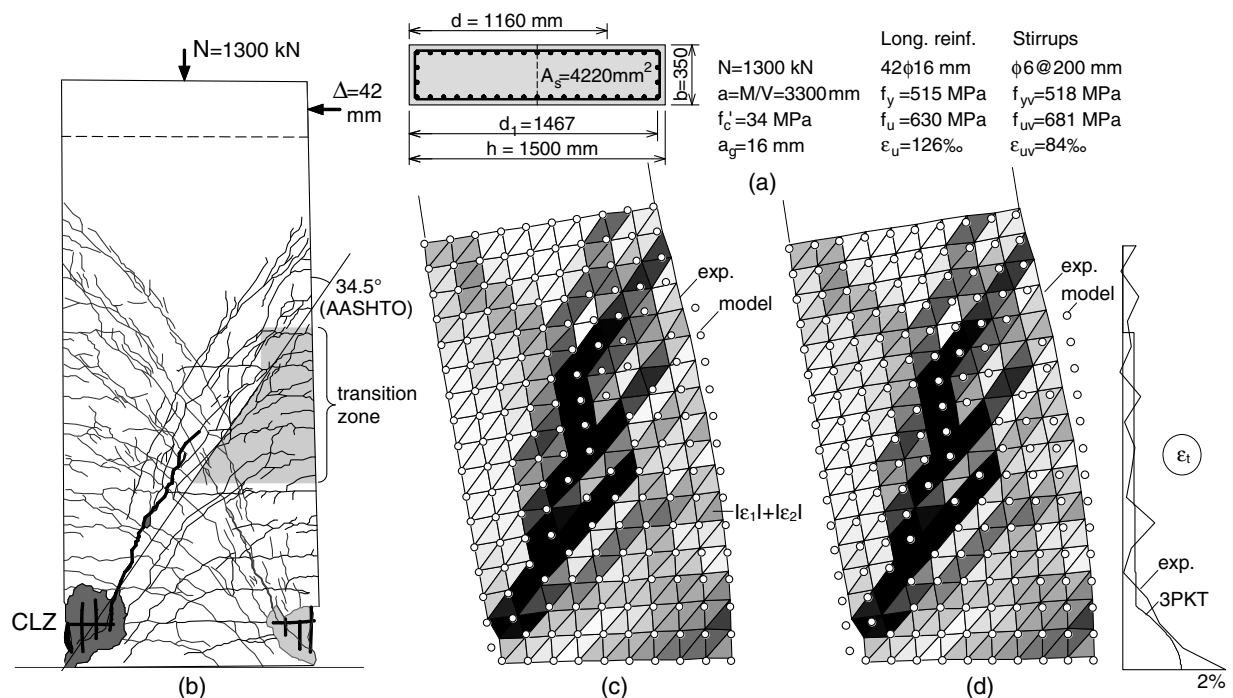 N=1300 kN
Δ=42
mm
34.5°
(AASHTO)
transition
zone
CLZ
(b)
d = 1160 mm
A_s=4220mm²
b=350
d₁=1467
h = 1500 mm
N=1300 kN
a=M/V=3300mm
f_c'=34 MPa
a_g=16 mm
Long. reinf.
42ϕ16 mm
f_y=515 MPa
f_u=630 MPa
ε_u=126‰
Stirrups
ϕ6@200 mm
f_yv=518 MPa
f_uv=681 MPa
ε_uv=84‰
(a)
exp.
model
|ε₁|+|ε₂|
(c)
exp.
model
(d)
ε_t
exp.
3PKT
2%